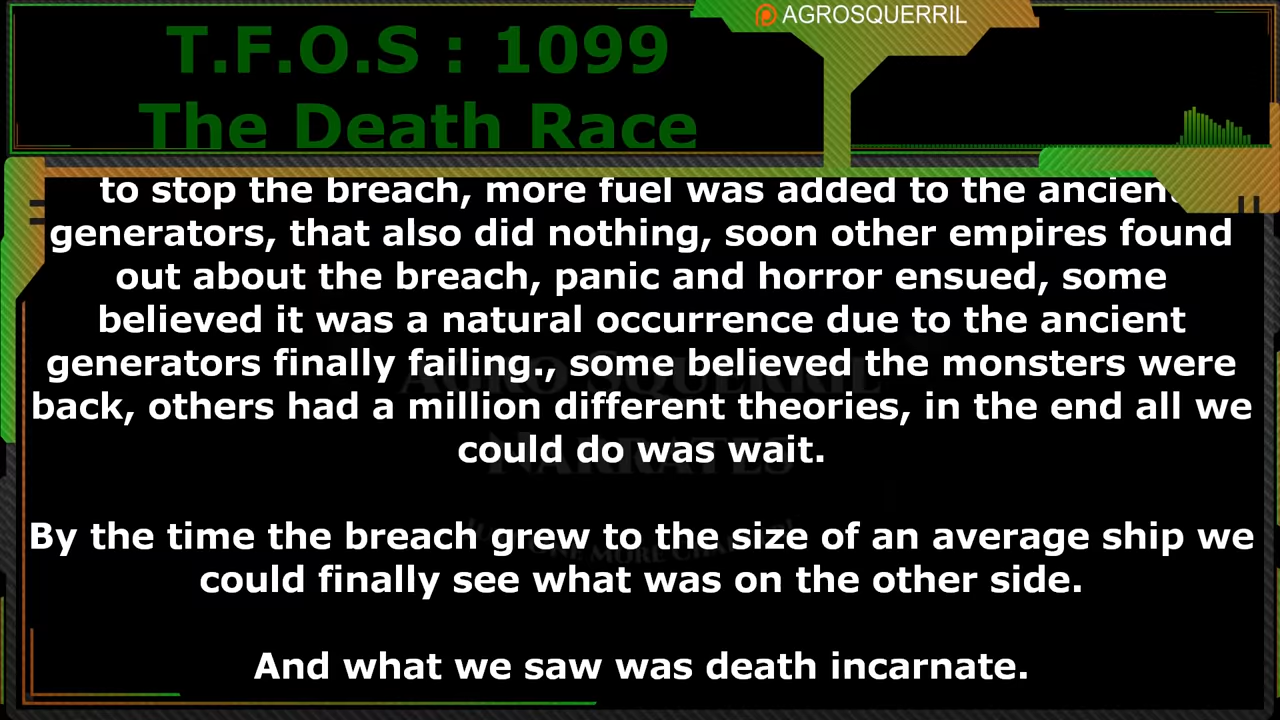 AGROSQUERRIL
T.F.O.S : 1099
The Death Race
to stop the breach, more fuel was added to the ancient
generators, that also did nothing, soon other empires found
out about the breach, panic and horror ensued, some
believed it was a natural occurrence due to the ancient
generators finally failing., some believed the monsters were
back, others had a million different theories, in the end all we
could do was wait.
By the time the breach grew to the size of an average ship we
could finally see what was on the other side.
And what we saw was death incarnate.
Agro Squerril
Narrates